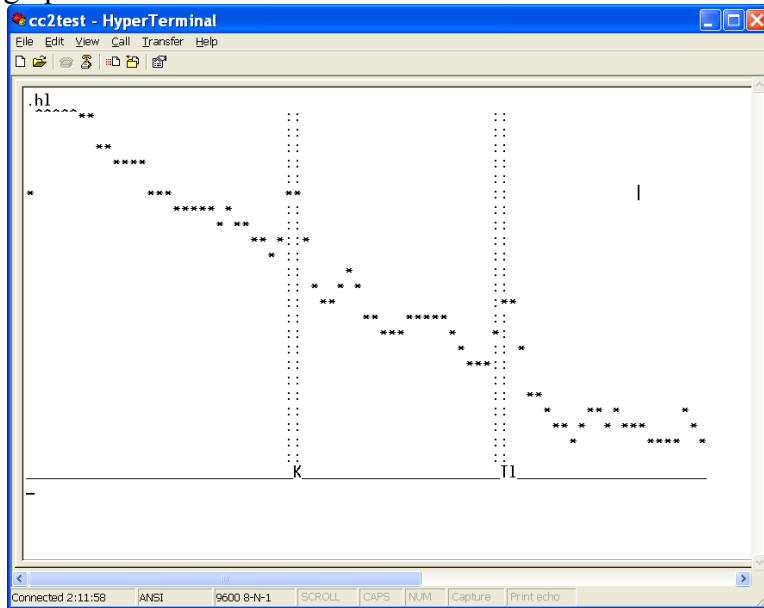 cc2test - HyperTerminal
File Edit View Call Transfer Help
.hl
K Tl
Connected 2:11:58 ANSI 9600 8-N-1 SCROLL CAPS NUM Capture Print echo